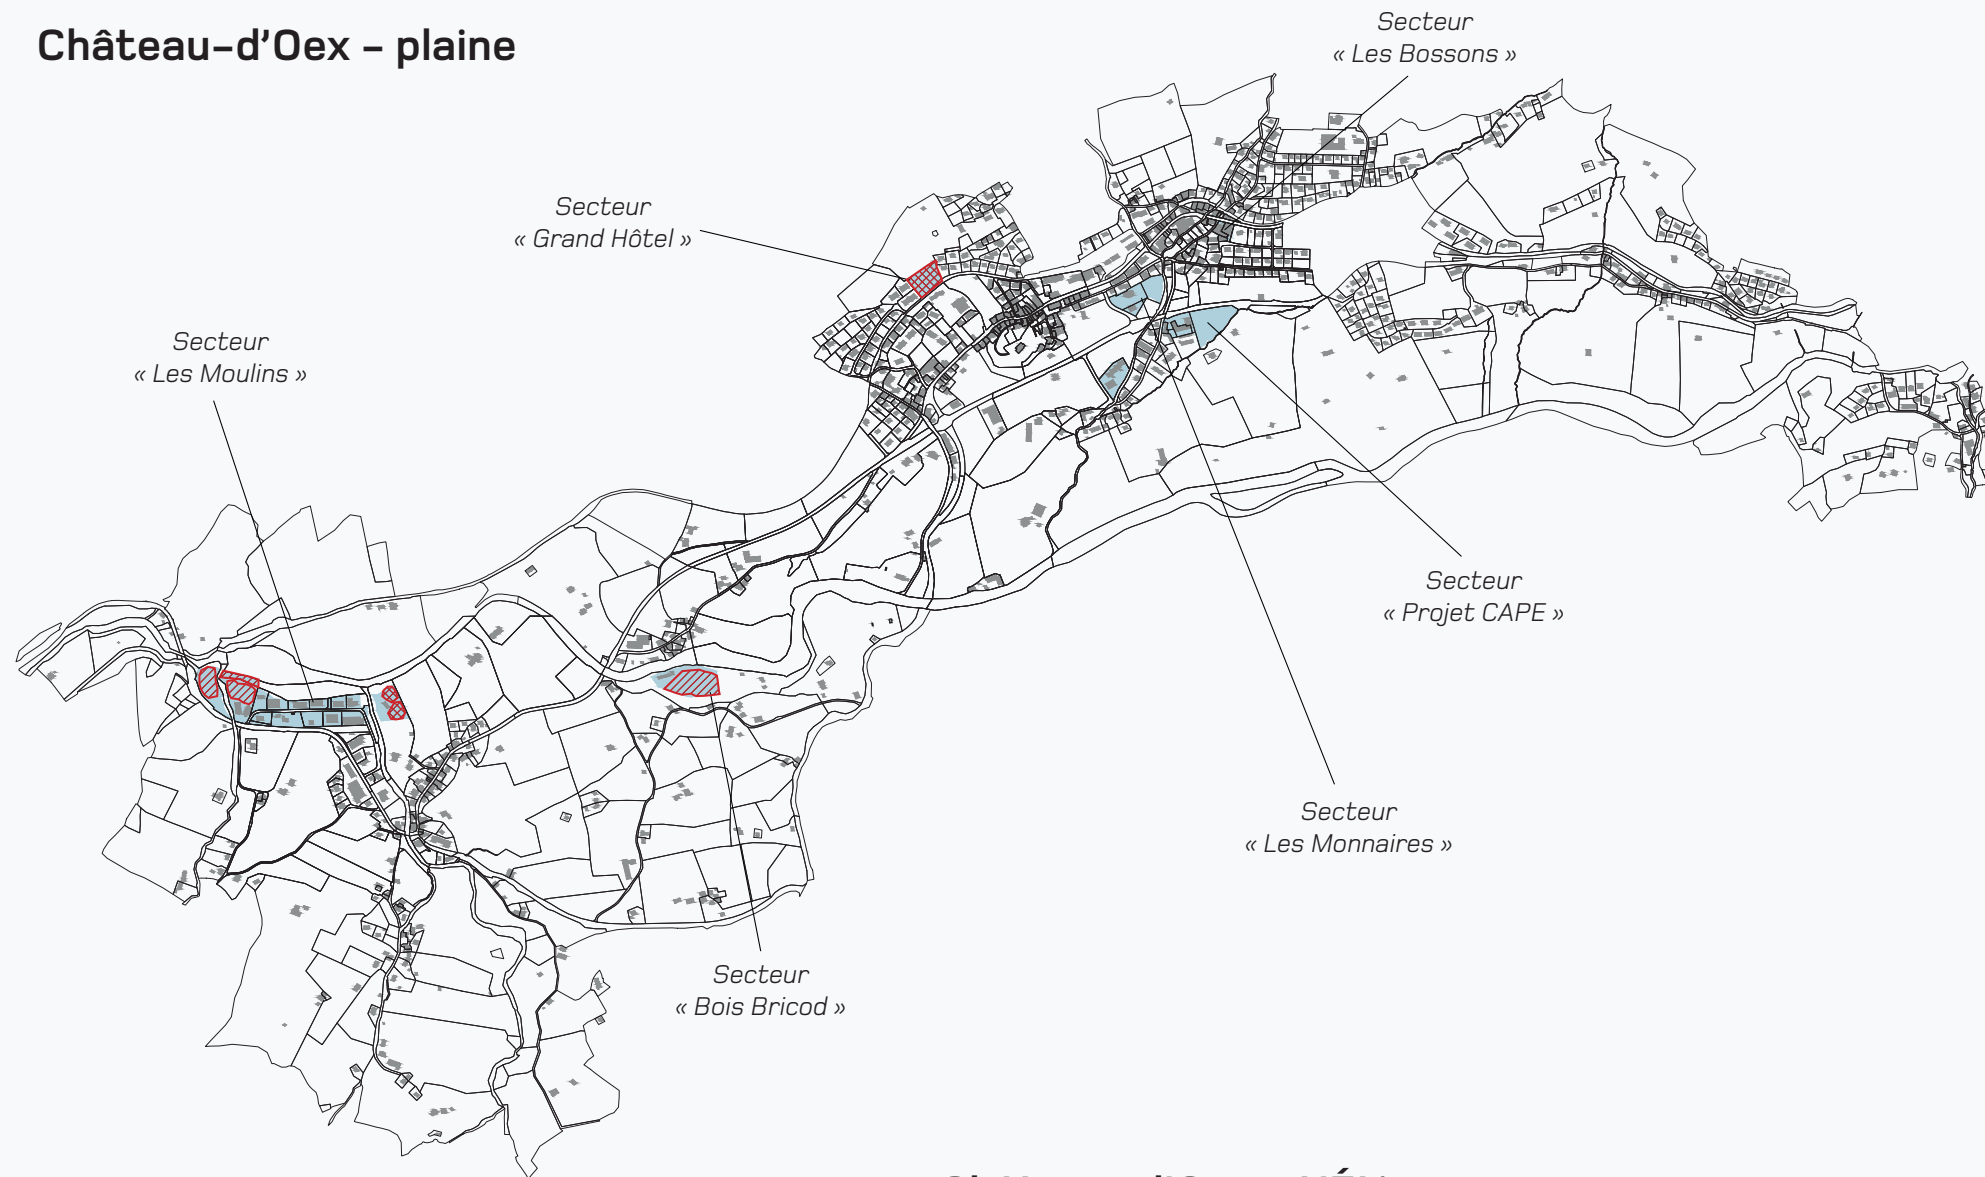 Château-d'Oex - plaine
Secteur
« Les Bossons »
Secteur
« Grand Hôtel »
Secteur
« Les Moulins »
Secteur
« Projet CAPE »
Secteur
« Les Monnaires »
Secteur
« Bois Bricod »